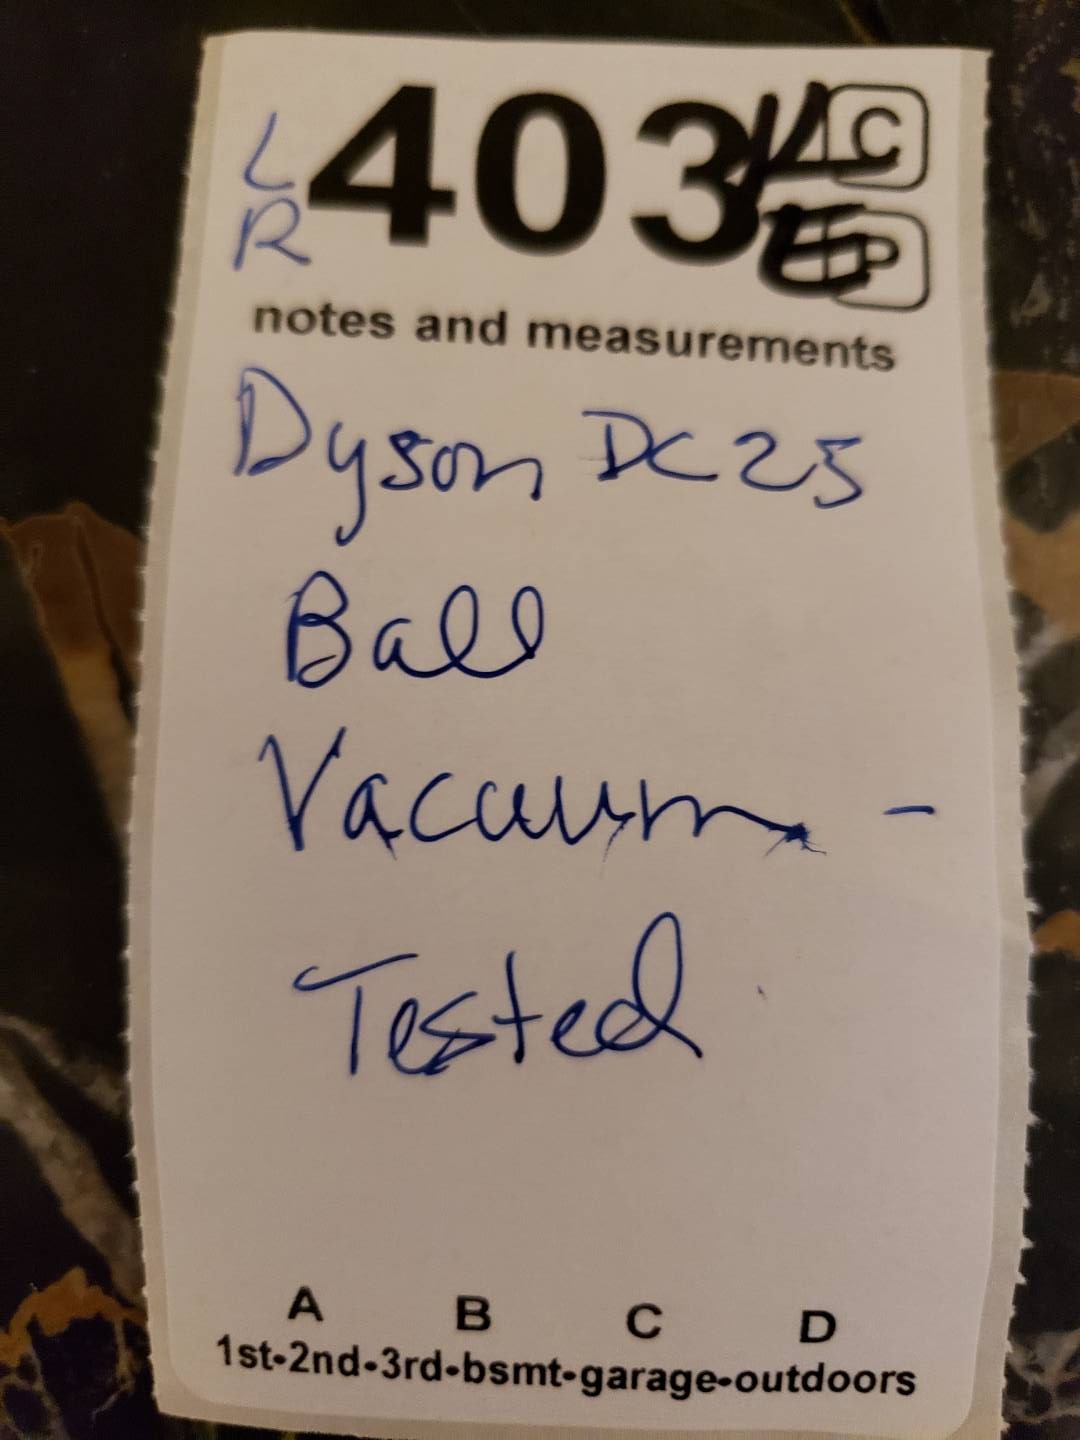 L
R
403
C
P
notes and measurements
Dyson DC25
Ball
Vacuum -
Tested
A B C D
1st-2nd-3rd-bsmt-garage-outdoors